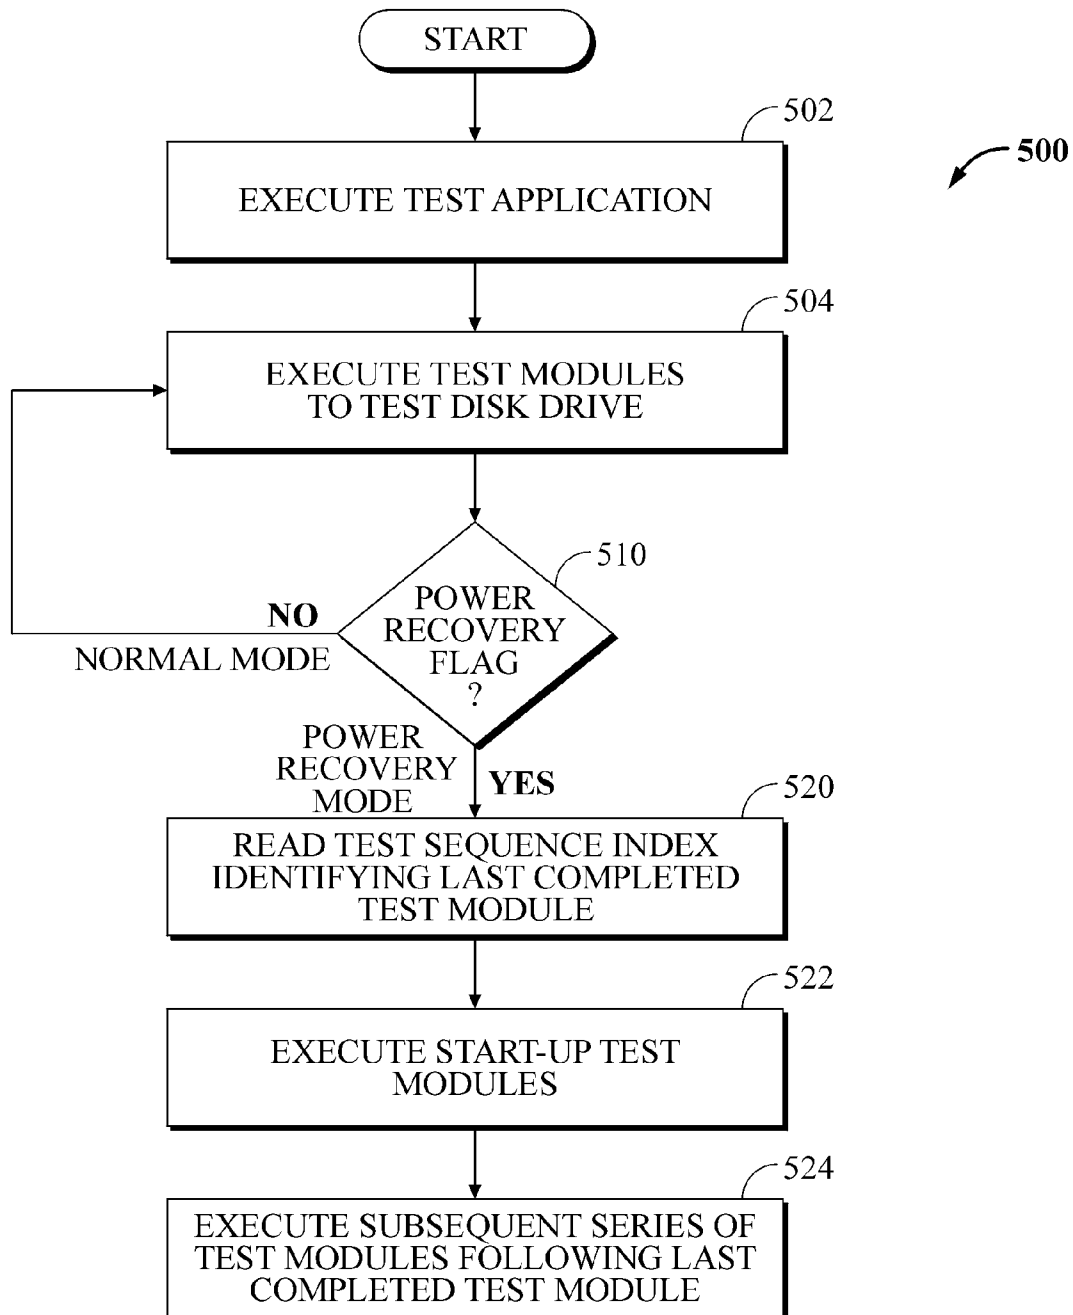 START
502
500
EXECUTE TEST APPLICATION
504
EXECUTE TEST MODULES
TO TEST DISK DRIVE
510
POWER
RECOVERY
FLAG
?
NO
NORMAL MODE
POWER
RECOVERY
MODE
YES
520
READ TEST SEQUENCE INDEX
IDENTIFYING LAST COMPLETED
TEST MODULE
522
EXECUTE START-UP TEST
MODULES
524
EXECUTE SUBSEQUENT SERIES OF
TEST MODULES FOLLOWING LAST
COMPLETED TEST MODULE